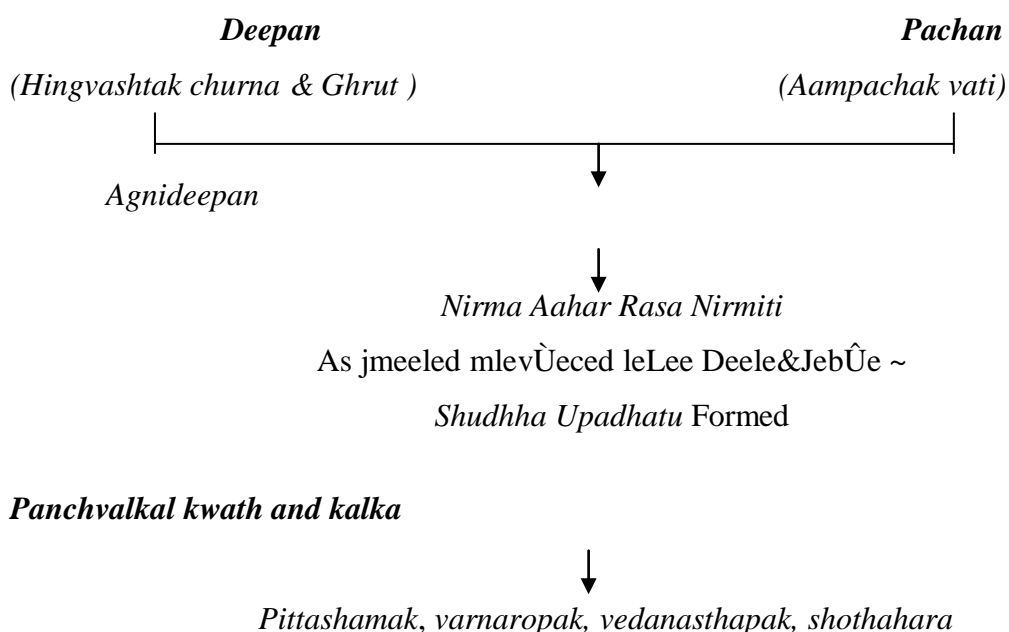 Deepan Pachan
(Hingvashtak churna & Ghrut ) (Aampachak vati)
Agnideepan
Nirma Aahar Rasa Nirmiti
As jmeeled mlevÙeced leLee Deele&JebÛe ~
Shudhha Upadhatu Formed
Panchvalkal kwath and kalka
Pittashamak, varnaropak, vedanasthapak, shothahara